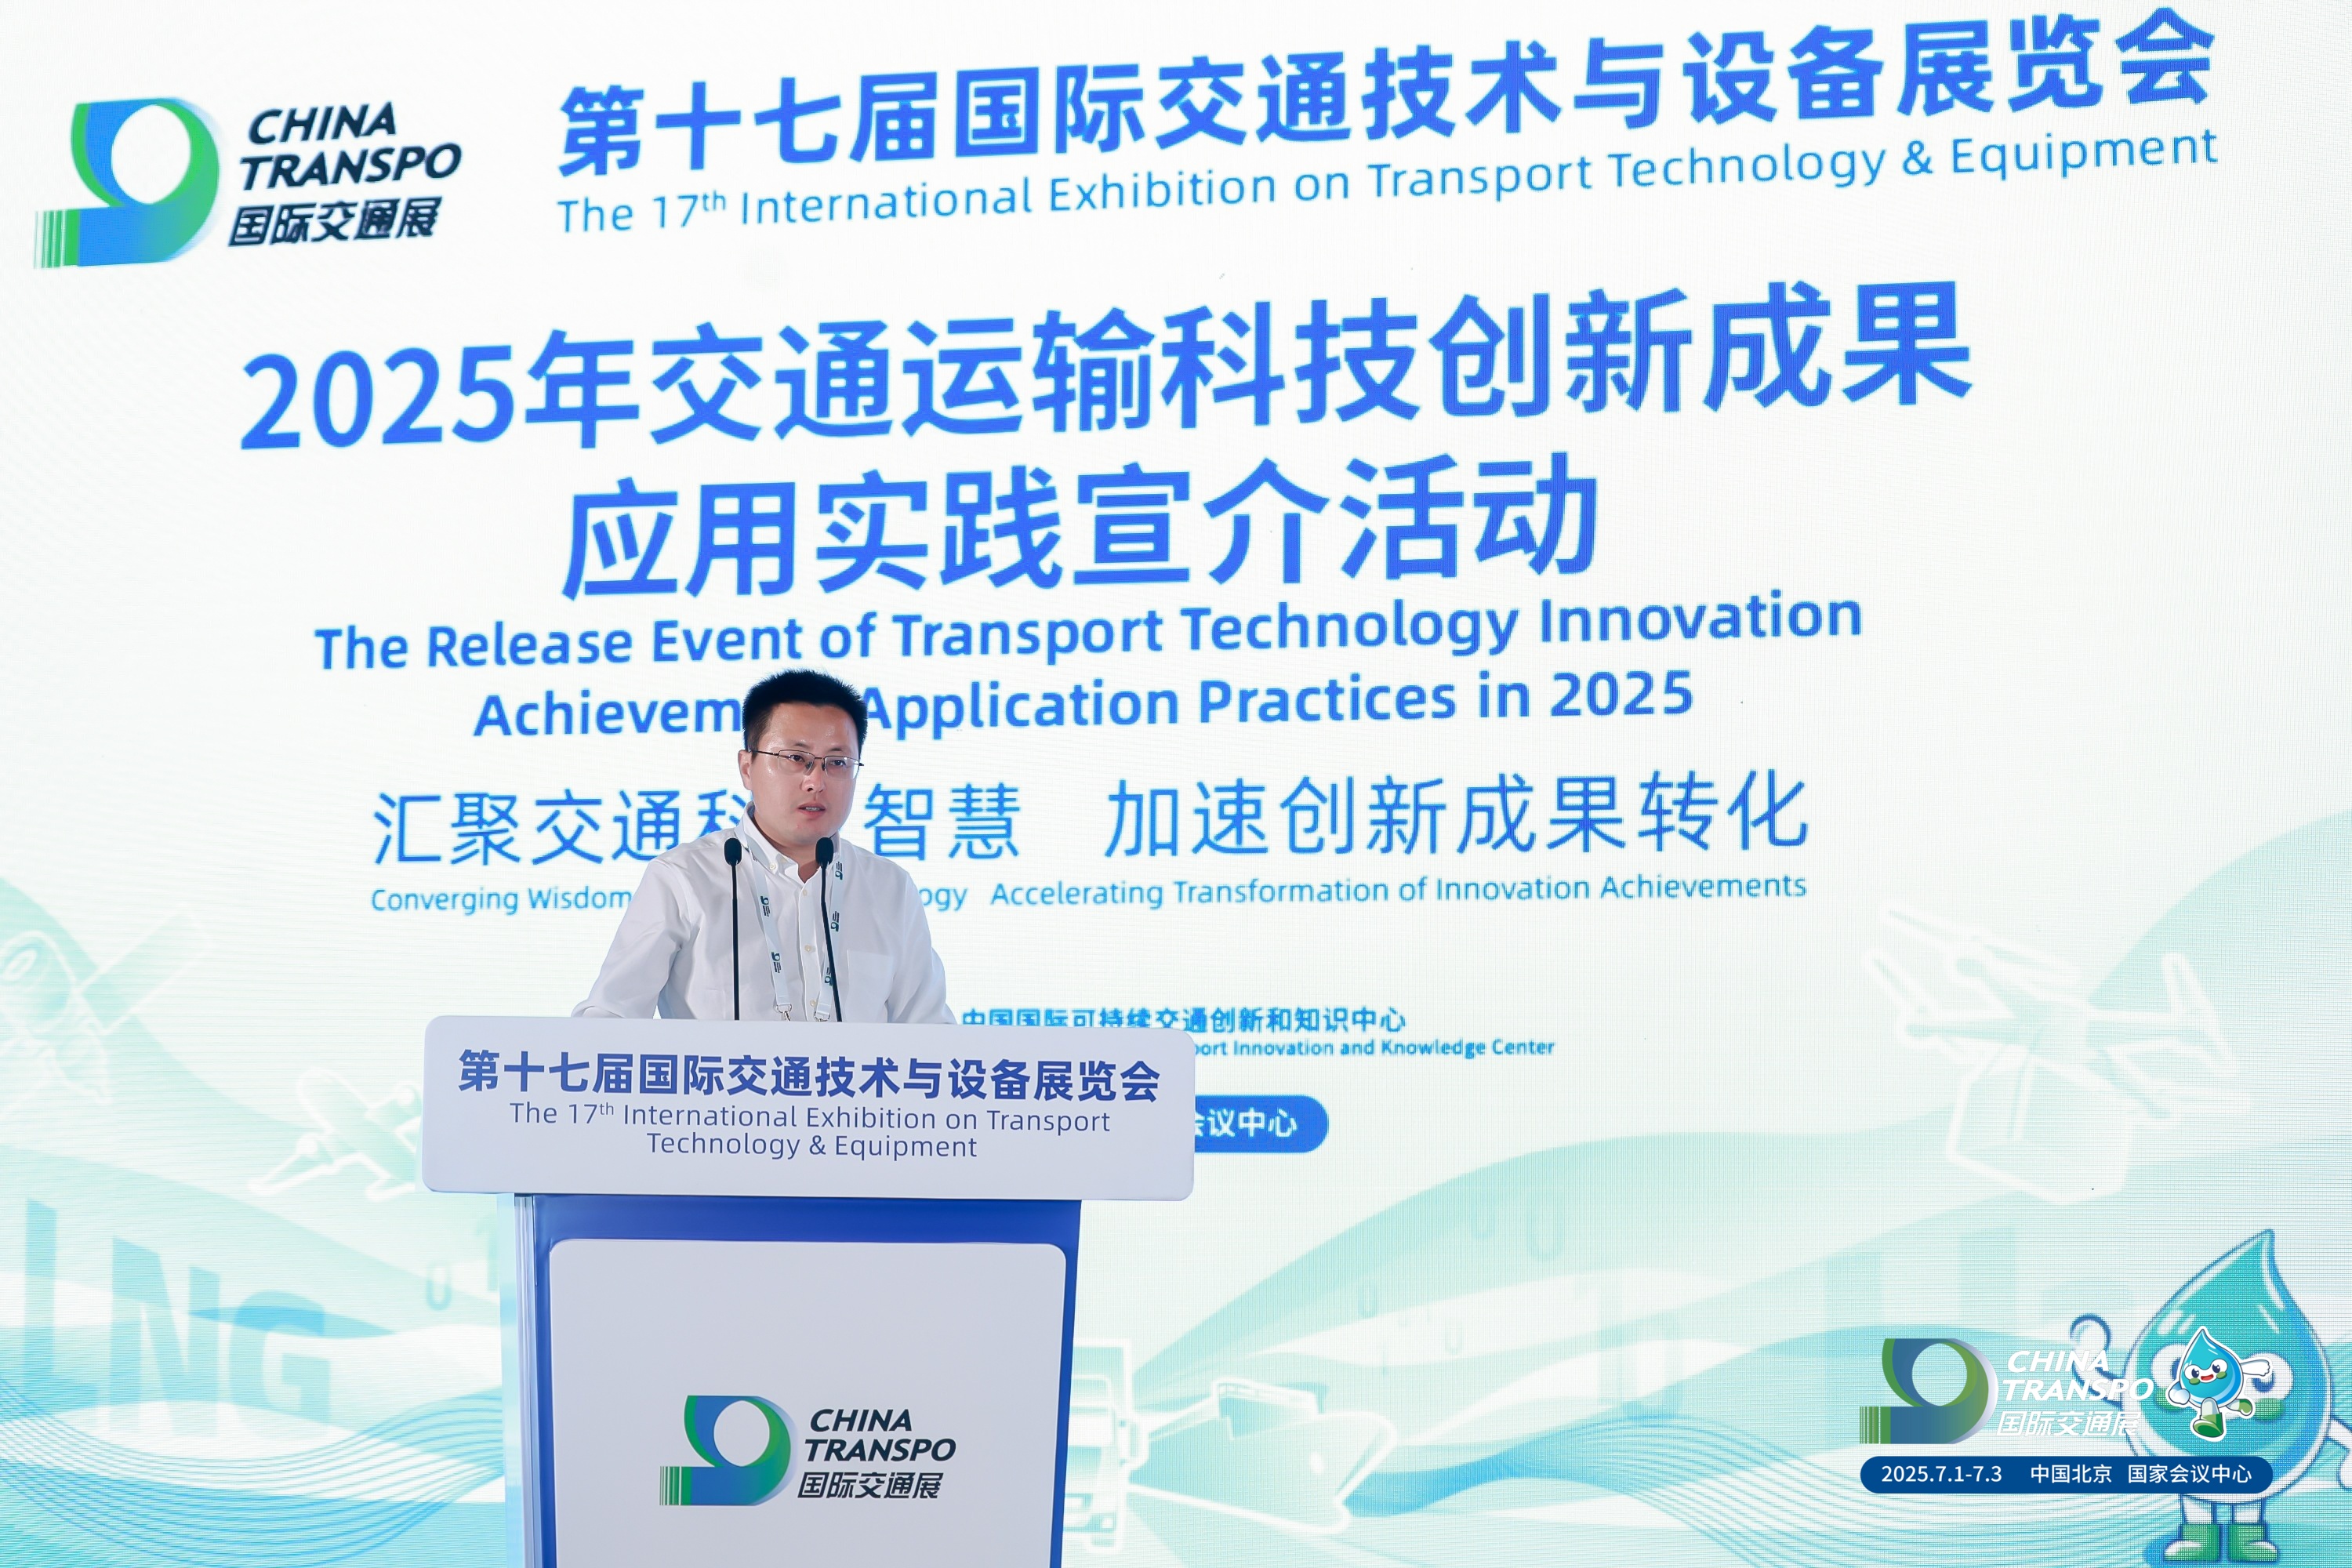 CHINA
TRANSPO
国际交通展
第十七届国际交通技术与设备展览会
The 17th International Exhibition on Transport Technology & Equipment
2025年交通运输科技创新成果
应用实践宣介活动
The Release Event of Transport Technology Innovation
Achievem Application Practices in 2025
汇聚交通科 智慧 加速创新成果转化
Converging Wisdom ogy Accelerating Transformation of Innovation Achievements
中国国际可持续交通创新和知识中心
port Innovation and Knowledge Center
会议中心
第十七届国际交通技术与设备展览会
The 17th International Exhibition on Transport
Technology & Equipment
LNG
CHINA
TRANSPO
国际交通展
CHINA
TRANSPO
国际交通展
2025.7.1-7.3 中国北京 国家会议中心